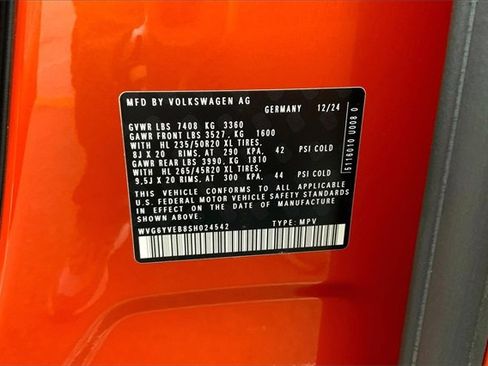 MFD BY VOLKSWAGEN AG
GERMANY 12/24
GVWR LBS 7408 KG 3360
GAWR FRONT LBS 3527, KG 1600
WITH HL 235/50R20 XL TIRES,
8J X 20 RIMS, AT 290 KPA, 42 PSI COLD
GAWR REAR LBS 3990, KG 1810
WITH HL 265/45R20 XL TIRES,
9,5J X 20 RIMS, AT 300 KPA, 44 PSI COLD
THIS VEHICLE CONFORMS TO ALL APPLICABLE
U.S. FEDERAL MOTOR VEHICLE SAFETY STANDARDS
IN EFFECT ON THE DATE OF MANUFACTURE
SHOWN ABOVE.
WVG6YVEB8SH024542 TYPE: MPV
5116010 U008 0